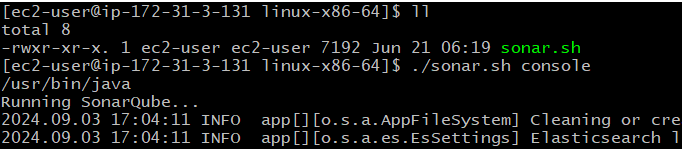 [ec2-user@ip-172-31-3-131 linux-x86-64]$ ll
total 8
-rwxr-xr-x. 1 ec2-user ec2-user 7192 Jun 21 06:19 sonar.sh
[ec2-user@ip-172-31-3-131 linux-x86-64]$ ./sonar.sh console
/usr/bin/java
Running SonarQube...
2024.09.03 17:04:11 INFO  app[][o.s.a.AppFileSystem] Cleaning or cre
2024.09.03 17:04:11 INFO  app[][o.s.a.es.EsSettings] Elasticsearch l